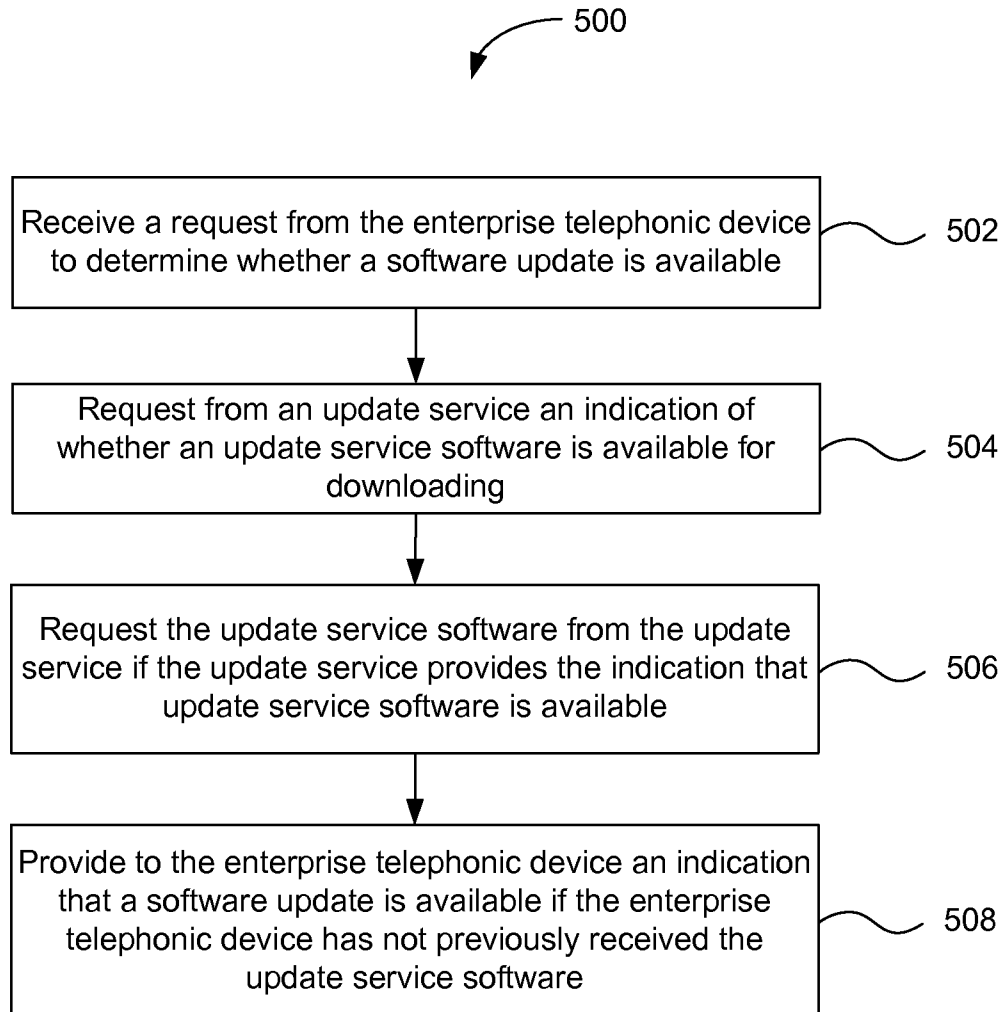 500
Receive a request from the enterprise telephonic device
to determine whether a software update is available
502
Request from an update service an indication of
whether an update service software is available for
downloading
504
Request the update service software from the update
service if the update service provides the indication that
update service software is available
506
Provide to the enterprise telephonic device an indication
that a software update is available if the enterprise
telephonic device has not previously received the
update service software
508